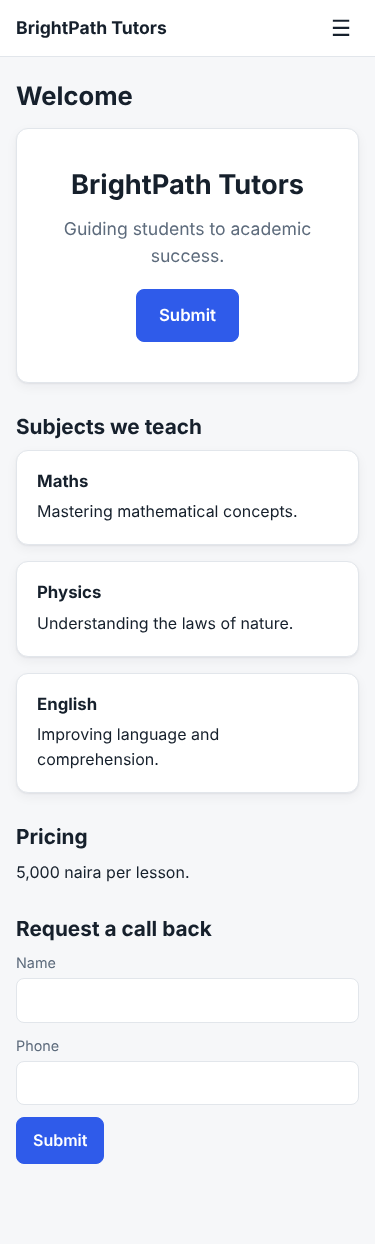 BrightPath Tutors
☰
Welcome
BrightPath Tutors
Guiding students to academic
success.
Submit
Subjects we teach
Maths
Mastering mathematical concepts.
Physics
Understanding the laws of nature.
English
Improving language and
comprehension.
Pricing
5,000 naira per lesson.
Request a call back
Name
Phone
Submit